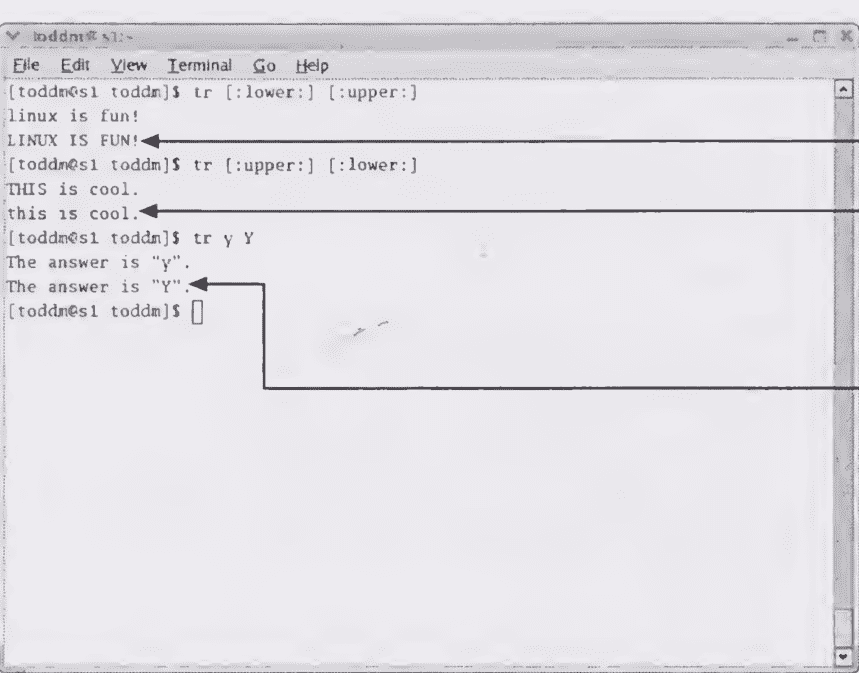 toddm@s1:~
File Edit View Terminal Go Help
[toddm@s1 toddm]$ tr [:lower:] [:upper:]
linux is fun!
LINUX IS FUN!
[toddm@s1 toddm]$ tr [:upper:] [:lower:]
THIS is cool.
this is cool.
[toddm@s1 toddm]$ tr y Y
The answer is "y".
The answer is "Y".
[toddm@s1 toddm]$